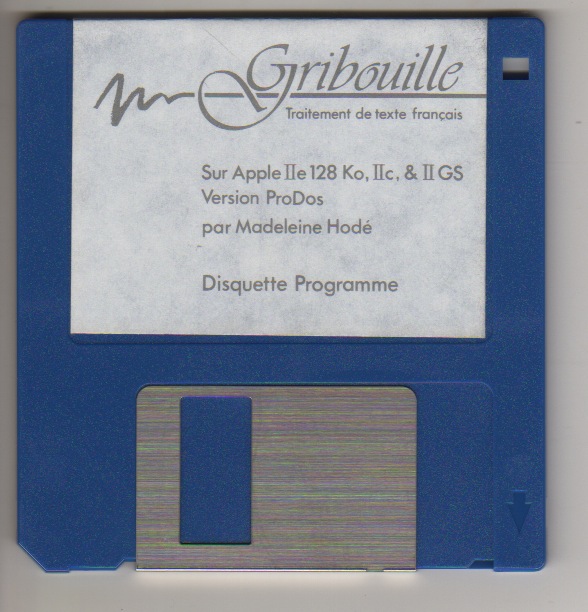 Gribouille
Traitement de texte français
Sur Apple IIe 128 Ko, IIc, & II GS
Version ProDos
par Madeleine Hodé
Disquette Programme